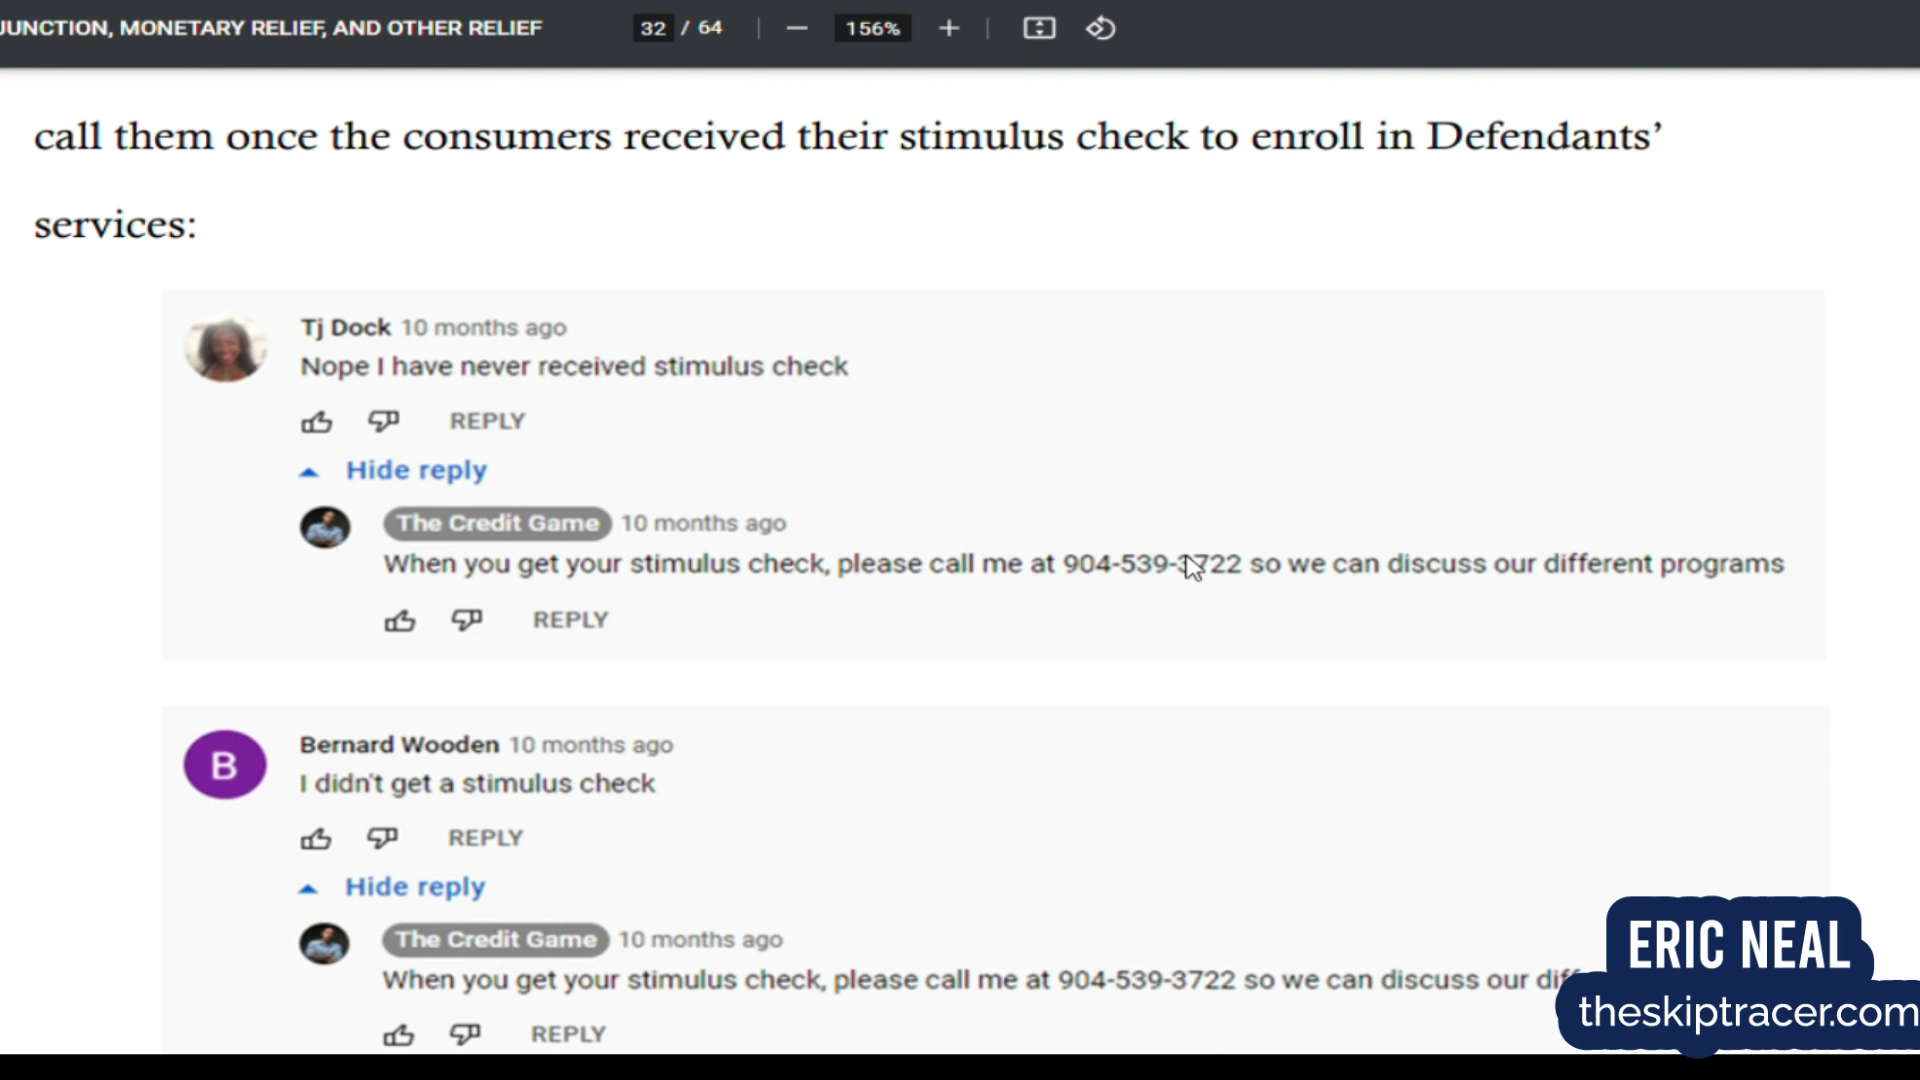 JUNCTION, MONETARY RELIEF, AND OTHER RELIEF 32 / 64 156%
call them once the consumers received their stimulus check to enroll in Defendants’
services:
Tj Dock 10 months ago
Nope I have never received stimulus check
REPLY
Hide reply
The Credit Game 10 months ago
When you get your stimulus check, please call me at 904-539-3722 so we can discuss our different programs
REPLY
B
Bernard Wooden 10 months ago
I didn't get a stimulus check
REPLY
Hide reply
The Credit Game 10 months ago
When you get your stimulus check, please call me at 904-539-3722 so we can discuss our diff
REPLY
ERIC NEAL
theskiptracer.com